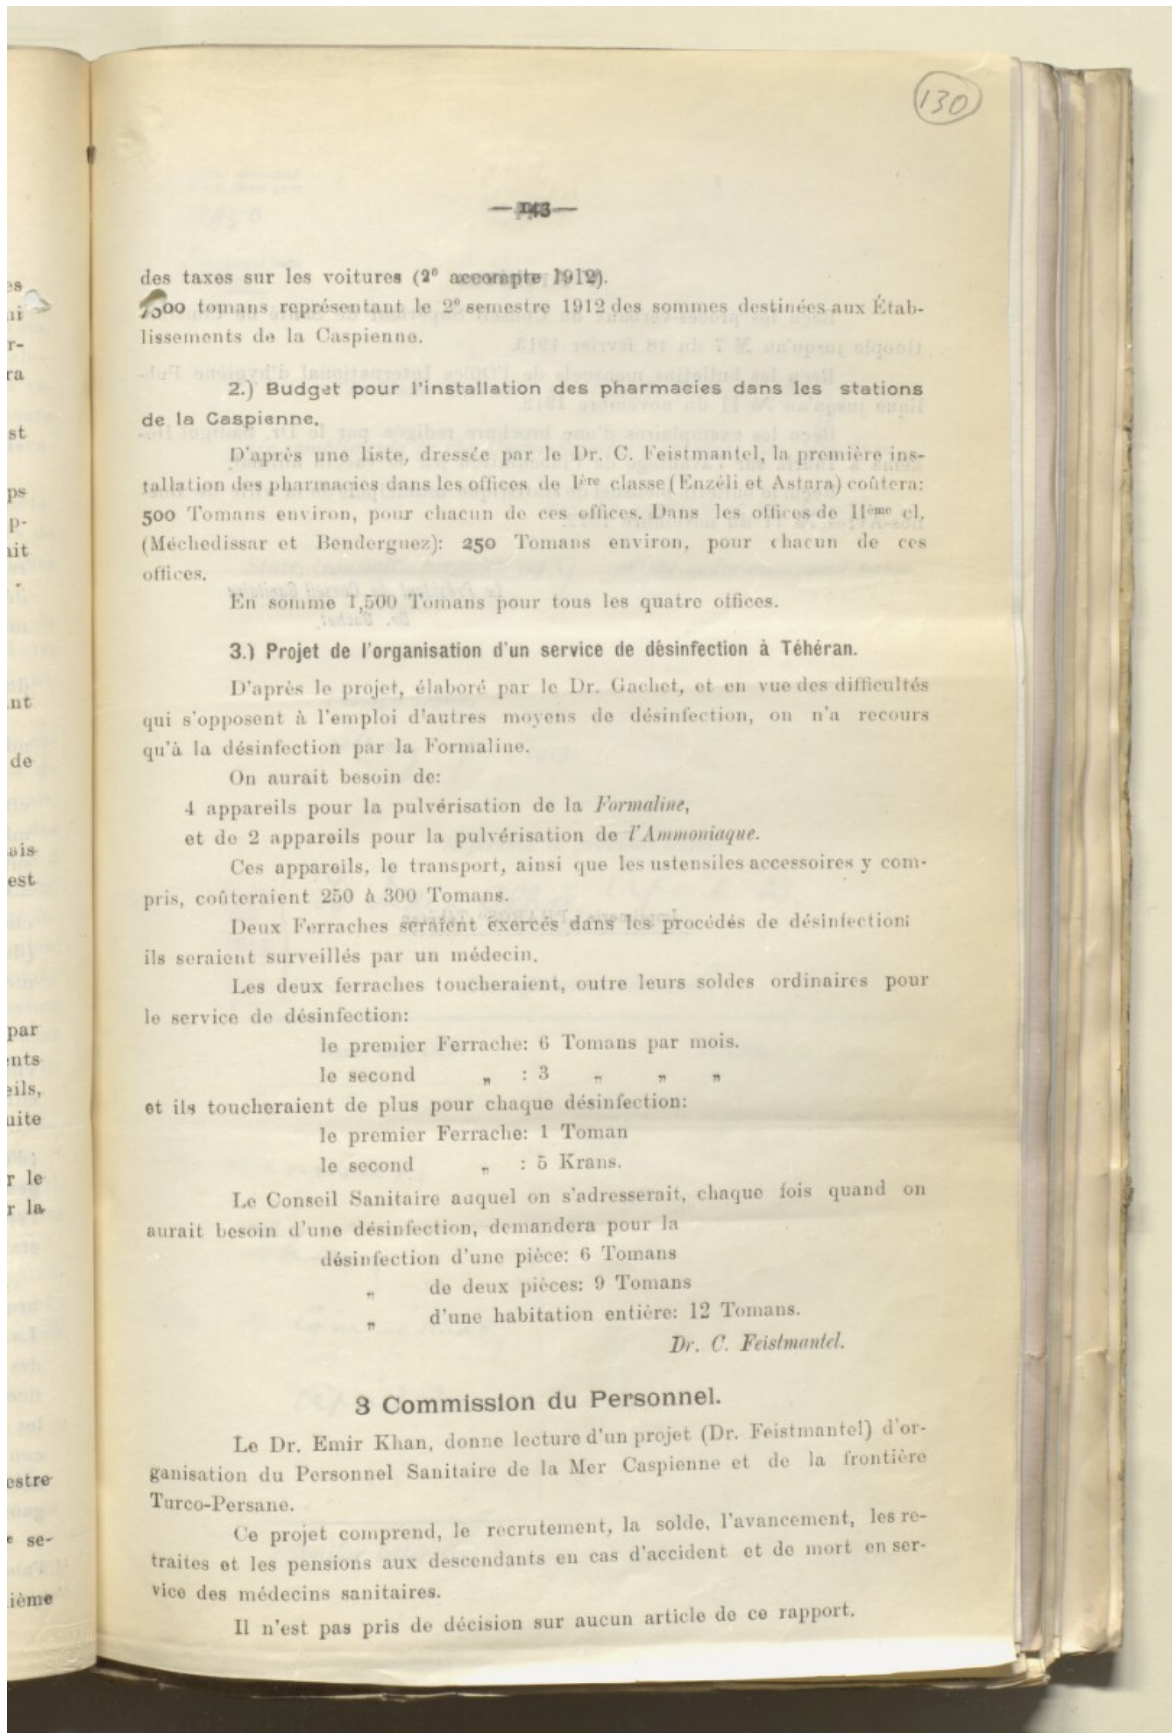 130
— 143 —
des taxes sur les voitures (2e accompte 1912).
7500 tomans représentant le 2e semestre 1912 des sommes destinées aux Étab-
lissements de la Caspienne.
2.) Budget pour l'installation des pharmacies dans les stations
de la Caspienne.
D'après une liste, dressée par le Dr. C. Feistmantel, la première ins-
tallation des pharmacies dans les offices de Ière classe (Enzéli et Astara) coûtera:
500 Tomans environ, pour chacun de ces offices. Dans les offices de IIème cl.
(Méchedissar et Benderguez): 250 Tomans environ, pour chacun de ces
offices.
En somme 1,500 Tomans pour tous les quatre offices.
3.) Projet de l'organisation d'un service de désinfection à Téhéran.
D'après le projet, élaboré par le Dr. Gachet, et en vue des difficultés
qui s'opposent à l'emploi d'autres moyens de désinfection, on n'a recours
qu'à la désinfection par la Formaline.
On aurait besoin de:
4 appareils pour la pulvérisation de la Formaline,
et de 2 appareils pour la pulvérisation de l'Ammoniaque.
Ces appareils, le transport, ainsi que les ustensiles accessoires y com-
pris, coûteraient 250 à 300 Tomans.
Deux Ferraches seraient exercés dans les procédés de désinfection;
ils seraient surveillés par un médecin.
Les deux ferraches toucheraient, outre leurs soldes ordinaires pour
le service de désinfection:
le premier Ferrache: 6 Tomans par mois.
le second „ : 3 „ „ „
et ils toucheraient de plus pour chaque désinfection:
le premier Ferrache: 1 Toman
le second „ : 5 Krans.
Le Conseil Sanitaire auquel on s'adresserait, chaque fois quand on
aurait besoin d'une désinfection, demandera pour la
désinfection d'une pièce: 6 Tomans
„ de deux pièces: 9 Tomans
„ d'une habitation entière: 12 Tomans.
Dr. C. Feistmantel.
3 Commission du Personnel.
Le Dr. Emir Khan, donne lecture d'un projet (Dr. Feistmantel) d'or-
ganisation du Personnel Sanitaire de la Mer Caspienne et de la frontière
Turco-Persane.
Ce projet comprend, le recrutement, la solde, l'avancement, les re-
traites et les pensions aux descendants en cas d'accident et de mort en ser-
vice des médecins sanitaires.
Il n'est pas pris de décision sur aucun article de ce rapport.